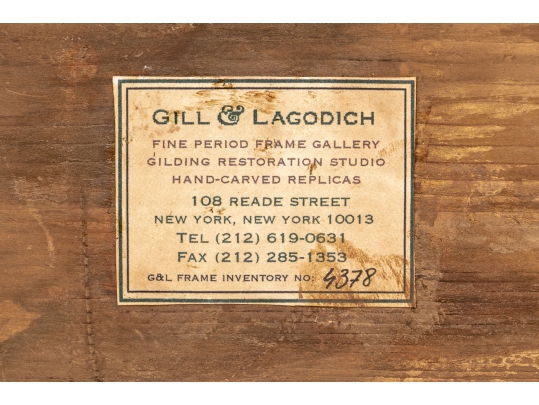 GILL & LAGODICH
FINE PERIOD FRAME GALLERY
GILDING RESTORATION STUDIO
HAND-CARVED REPLICAS
108 READE STREET
NEW YORK, NEW YORK 10013
TEL (212) 619-0631
FAX (212) 285-1353
G&L FRAME INVENTORY NO: 4378